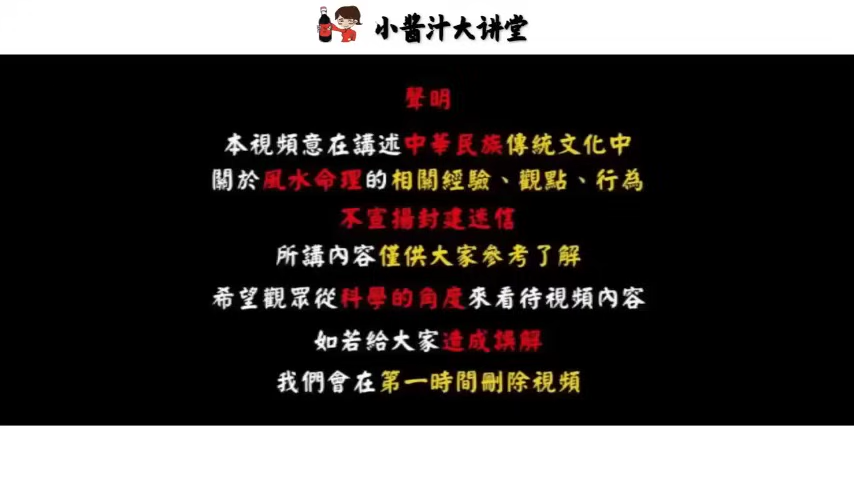 小酱汁大讲堂
聲明
本視頻意在講述中華民族傳統文化中
關於風水命理的相關經驗、觀點、行為
不宣揚封建迷信
所講內容僅供大家參考了解
希望觀眾從科學的角度來看待視頻內容
如若給大家造成誤解
我們會在第一時間刪除視頻